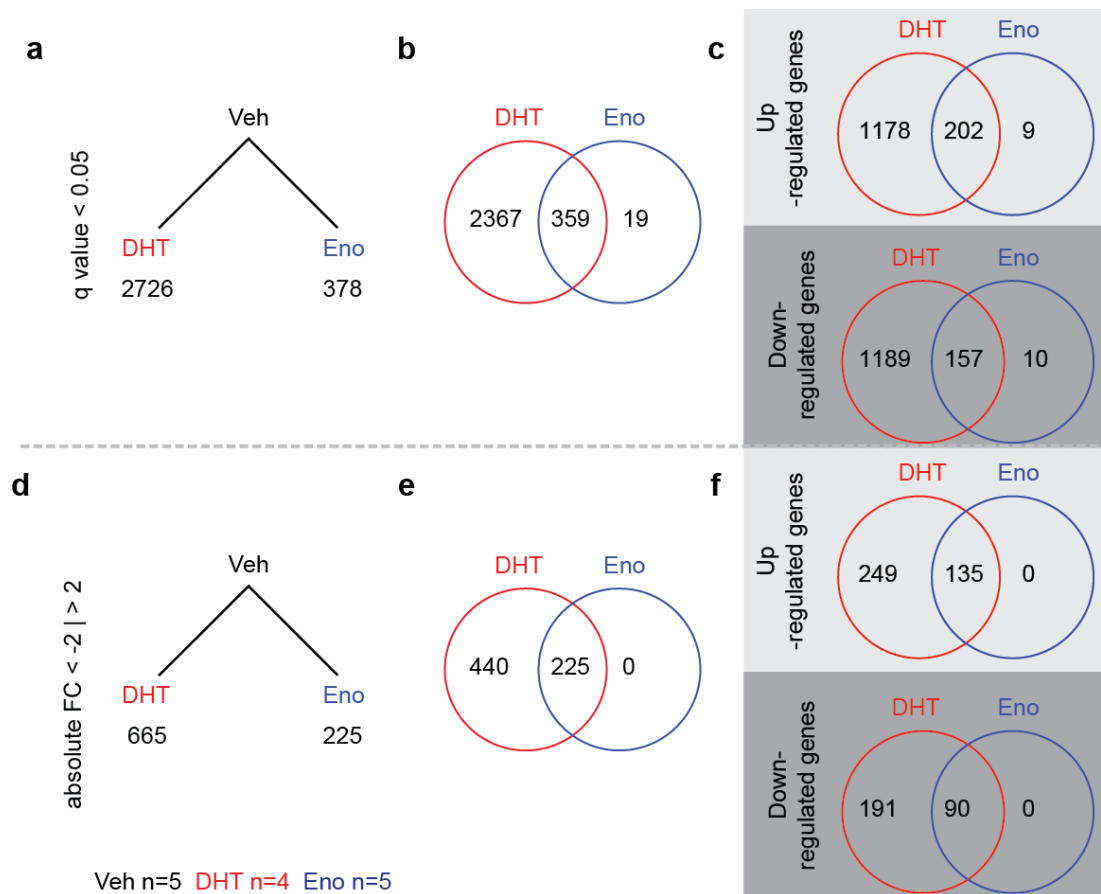 a
Veh
q value < 0.05
DHT Eno
2726 378
b
DHT Eno
2367 359 19
c
Up
-regulated genes
DHT Eno
1178 202 9
Down-
regulated genes
DHT Eno
1189 157 10
d
Veh
absolute FC < -2 | > 2
DHT Eno
665 225
e
DHT Eno
440 225 0
f
Up
-regulated genes
DHT Eno
249 135 0
Down-
regulated genes
DHT Eno
191 90 0
Veh n=5 DHT n=4 Eno n=5